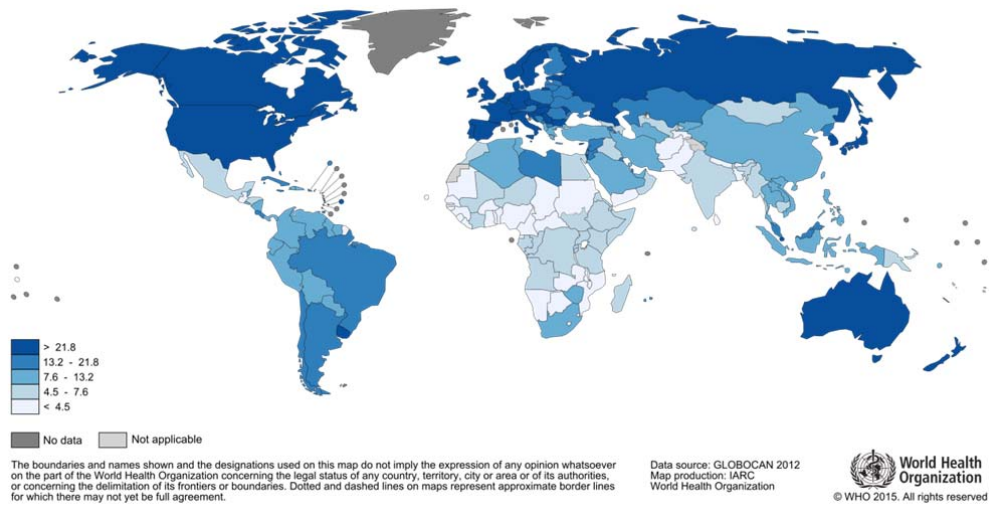 > 21.8
13.2 - 21.8
7.6 - 13.2
4.5 - 7.6
< 4.5
No data
Not applicable
The boundaries and names shown and the designations used on this map do not imply the expression of any opinion whatsoever
on the part of the World Health Organization concerning the legal status of any country, territory, city or area or of its authorities,
or concerning the delimitation of its frontiers or boundaries. Dotted and dashed lines on maps represent approximate border lines
for which there may not yet be full agreement.
Data source: GLOBOCAN 2012
Map production: IARC
World Health Organization
World Health
Organization
© WHO 2015. All rights reserved